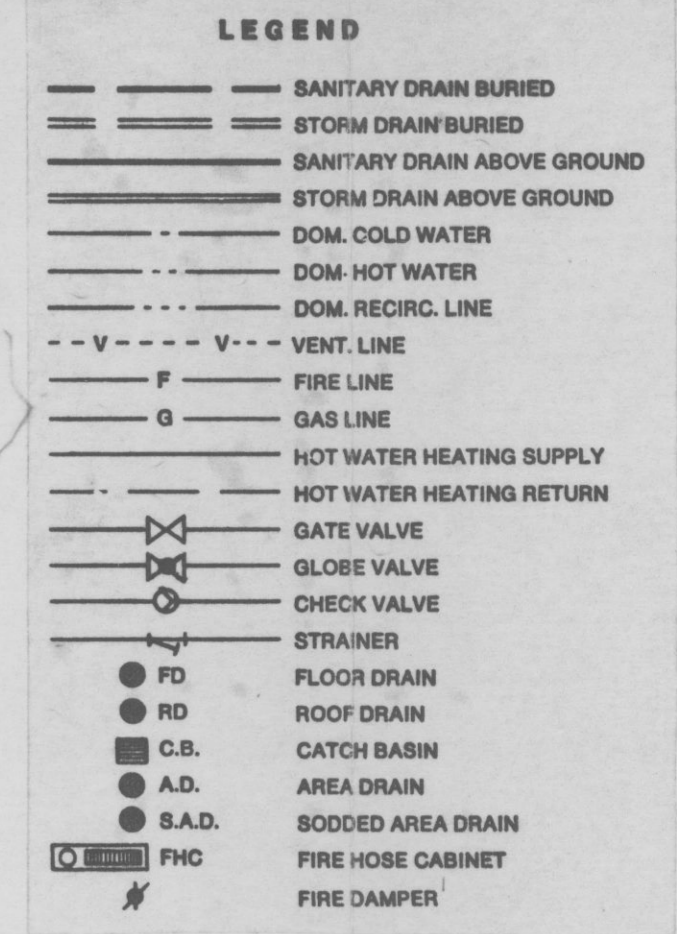 LEGEND
SANITARY DRAIN BURIED
STORM DRAIN BURIED
SANITARY DRAIN ABOVE GROUND
STORM DRAIN ABOVE GROUND
DOM. COLD WATER
DOM. HOT WATER
DOM. RECIRC. LINE
V V VENT. LINE
F FIRE LINE
G GAS LINE
HOT WATER HEATING SUPPLY
HOT WATER HEATING RETURN
GATE VALVE
GLOBE VALVE
CHECK VALVE
STRAINER
FD FLOOR DRAIN
RD ROOF DRAIN
C.B. CATCH BASIN
A.D. AREA DRAIN
S.A.D. SODDED AREA DRAIN
FHC FIRE HOSE CABINET
FIRE DAMPER